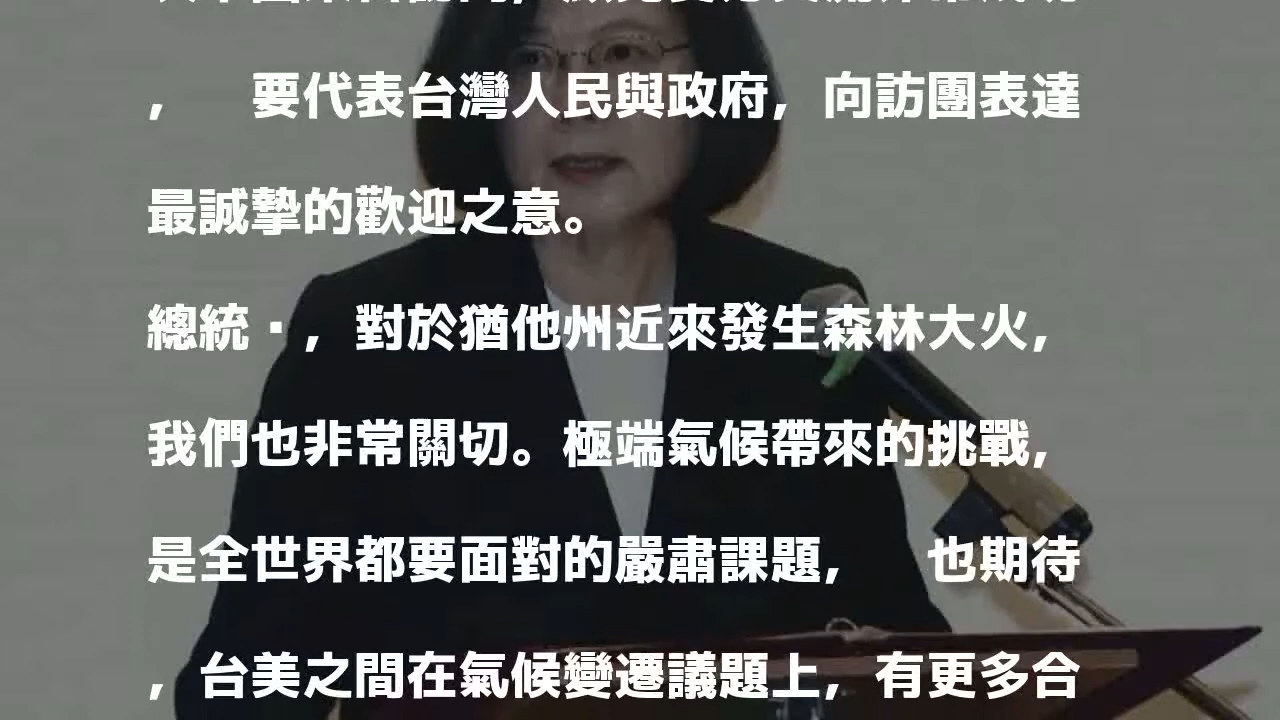 ， 要代表台灣人民與政府，向訪團表達
最誠摯的歡迎之意。
總統·，對於猶他州近來發生森林大火，
我們也非常關切。極端氣候帶來的挑戰，
是全世界都要面對的嚴肅課題， 也期待
，台美之間在氣候變遷議題上，有更多合